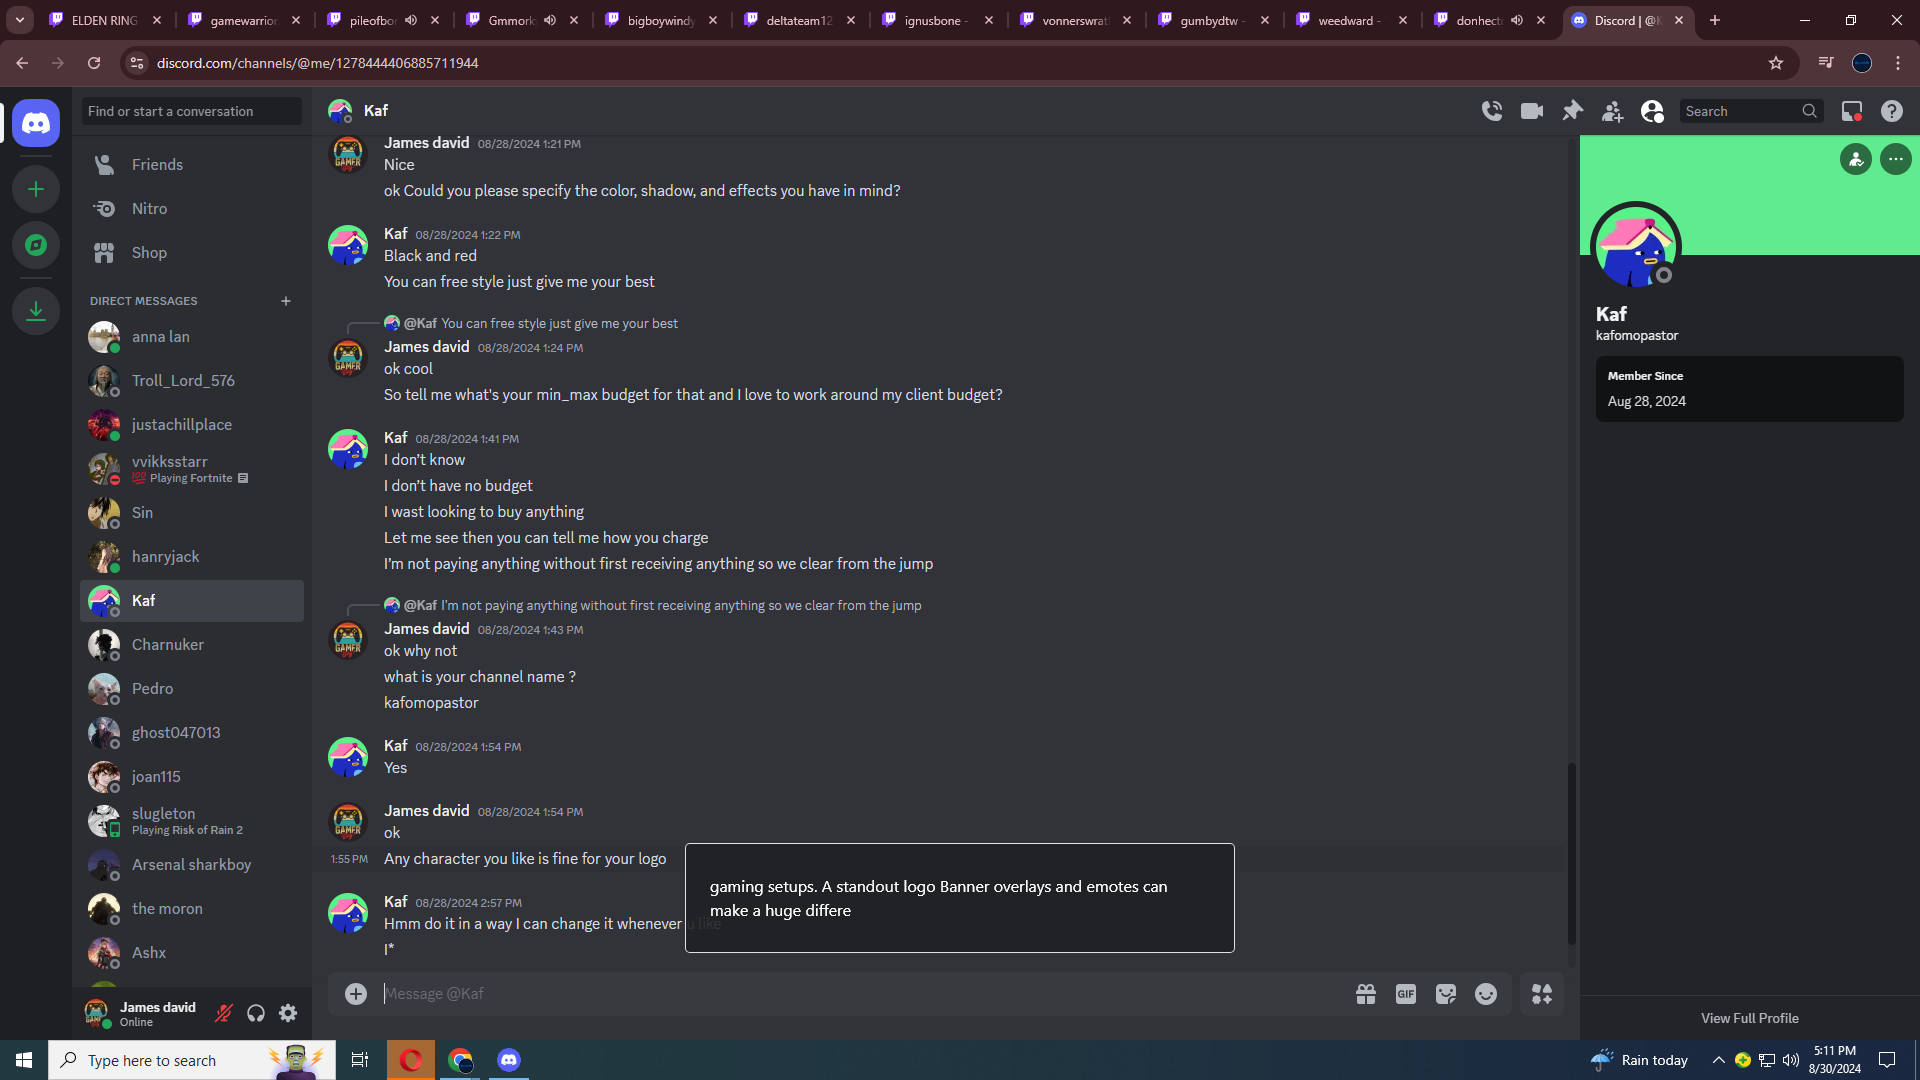 ELDEN RING
gamewarrior
pileofbor
Gmmork
bigboywindy
deltateam12
ignusbone -
vonnerswrat
gumbydtw -
weedward -
donhecto
Discord | @K
discord.com/channels/@me/1278444406885711944
Find or start a conversation
Kaf
Search
Friends
Nitro
Shop
DIRECT MESSAGES
anna lan
Troll_Lord_576
justachillplace
vvikksstarr
Playing Fortnite
Sin
hanryjack
Kaf
Charnuker
Pedro
ghost047013
joan115
slugleton
Playing Risk of Rain 2
Arsenal sharkboy
the moron
Ashx
James david
Online
James david 08/28/2024 1:21 PM
Nice
ok Could you please specify the color, shadow, and effects you have in mind?
Kaf 08/28/2024 1:22 PM
Black and red
You can free style just give me your best
@Kaf You can free style just give me your best
James david 08/28/2024 1:24 PM
ok cool
So tell me what's your min_max budget for that and I love to work around my client budget?
Kaf 08/28/2024 1:41 PM
I don't know
I don't have no budget
I wast looking to buy anything
Let me see then you can tell me how you charge
I'm not paying anything without first receiving anything so we clear from the jump
@Kaf I'm not paying anything without first receiving anything so we clear from the jump
James david 08/28/2024 1:43 PM
ok why not
what is your channel name ?
kafomopastor
Kaf 08/28/2024 1:54 PM
Yes
James david 08/28/2024 1:54 PM
ok
1:55 PM Any character you like is fine for your logo
Kaf 08/28/2024 2:57 PM
Hmm do it in a way I can change it whenever u like
I*
gaming setups. A standout logo Banner overlays and emotes can
make a huge differe
Message @Kaf
GIF
Kaf
kafomopastor
Member Since
Aug 28, 2024
View Full Profile
Type here to search
Rain today
5:11 PM
8/30/2024